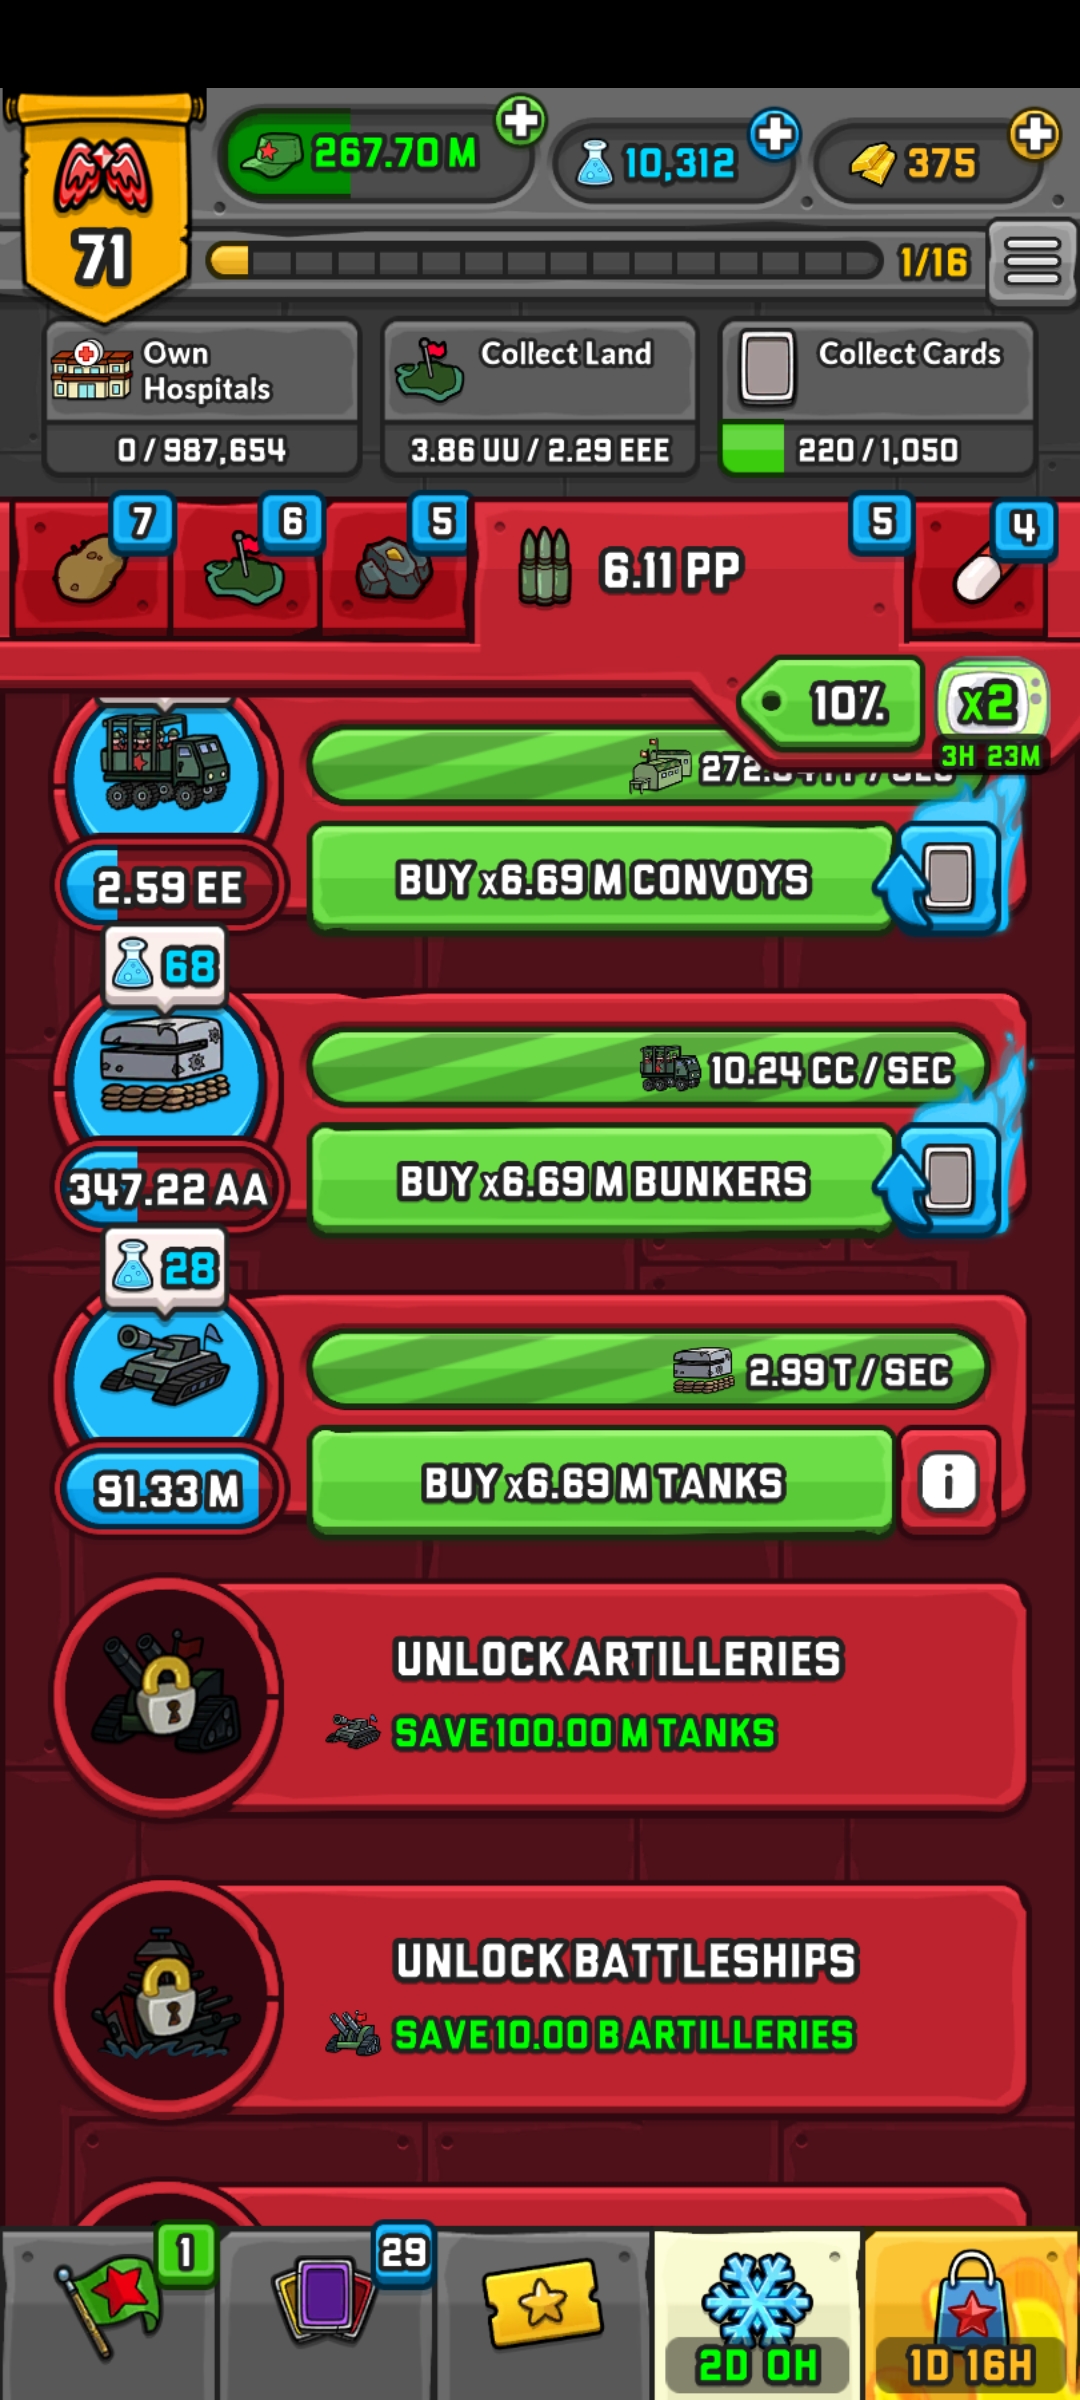 71
267.70 M
10,312
375
1/16
Own
Hospitals
0 / 987,654
Collect Land
3.86 UU / 2.29 EEE
Collect Cards
220 / 1,050
7
6
5
6.11 PP
5
4
10%
x2
3H 23M
2.59 EE
BUY x6.69 M CONVOYS
68
10.24 CC / SEC
347.22 AA
BUY x6.69 M BUNKERS
28
2.99 T / SEC
91.33 M
BUY x6.69 M TANKS
i
UNLOCK ARTILLERIES
SAVE 100.00 M TANKS
UNLOCK BATTLESHIPS
SAVE 10.00 B ARTILLERIES
1
29
2D 0H
1D 16H